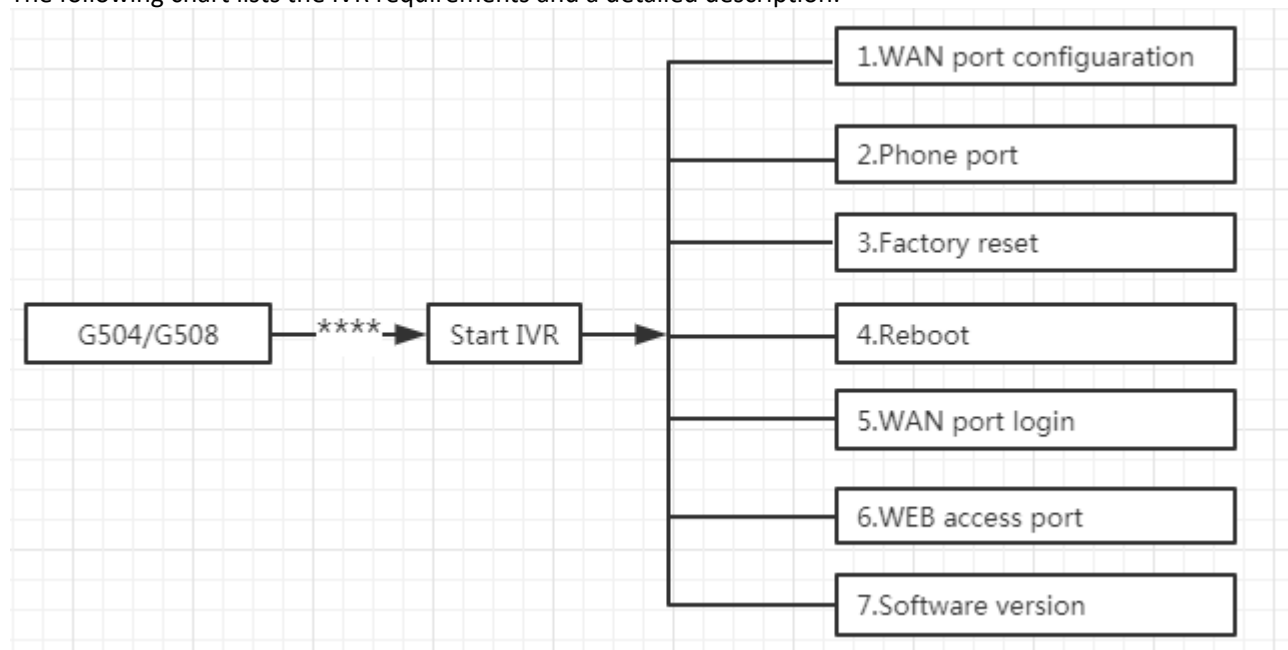 The following chart lists the IVR requirements and a detailed description.
1.WAN port configuaration
2.Phone port
3.Factory reset
G504/G508
****
Start IVR
4.Reboot
5.WAN port login
6.WEB access port
7.Software version